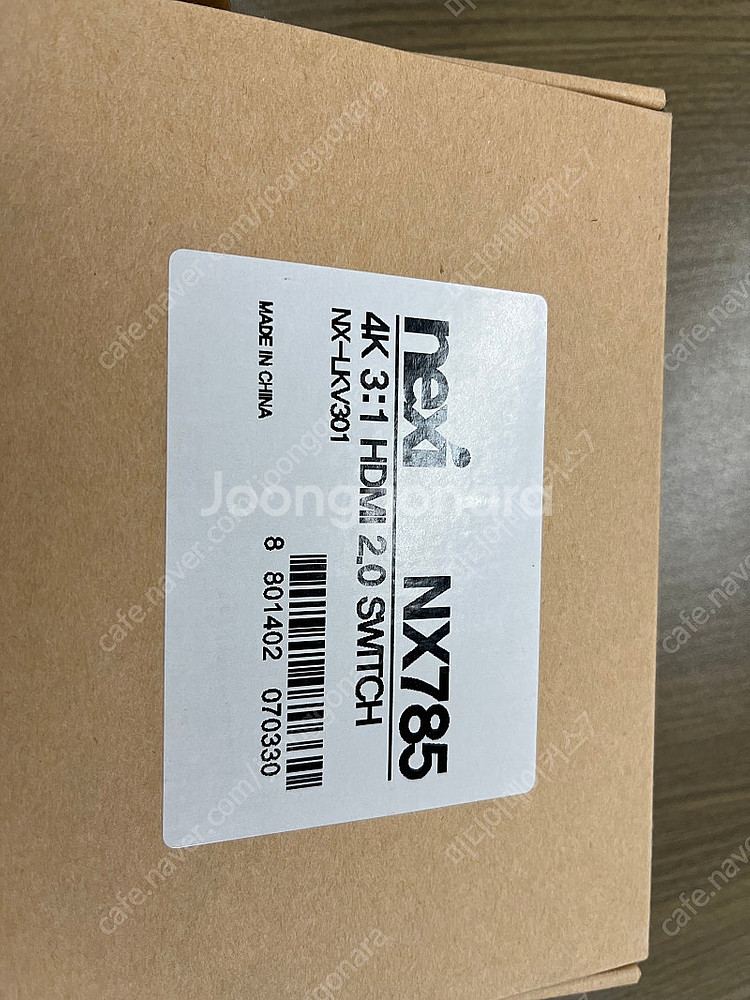 nexi NX785
4K 3:1 HDMI 2.0 SWITCH
NX-LKV301
MADE IN CHINA
8 801402 070330
Joonggonara
cafe.naver.com/joonggonara